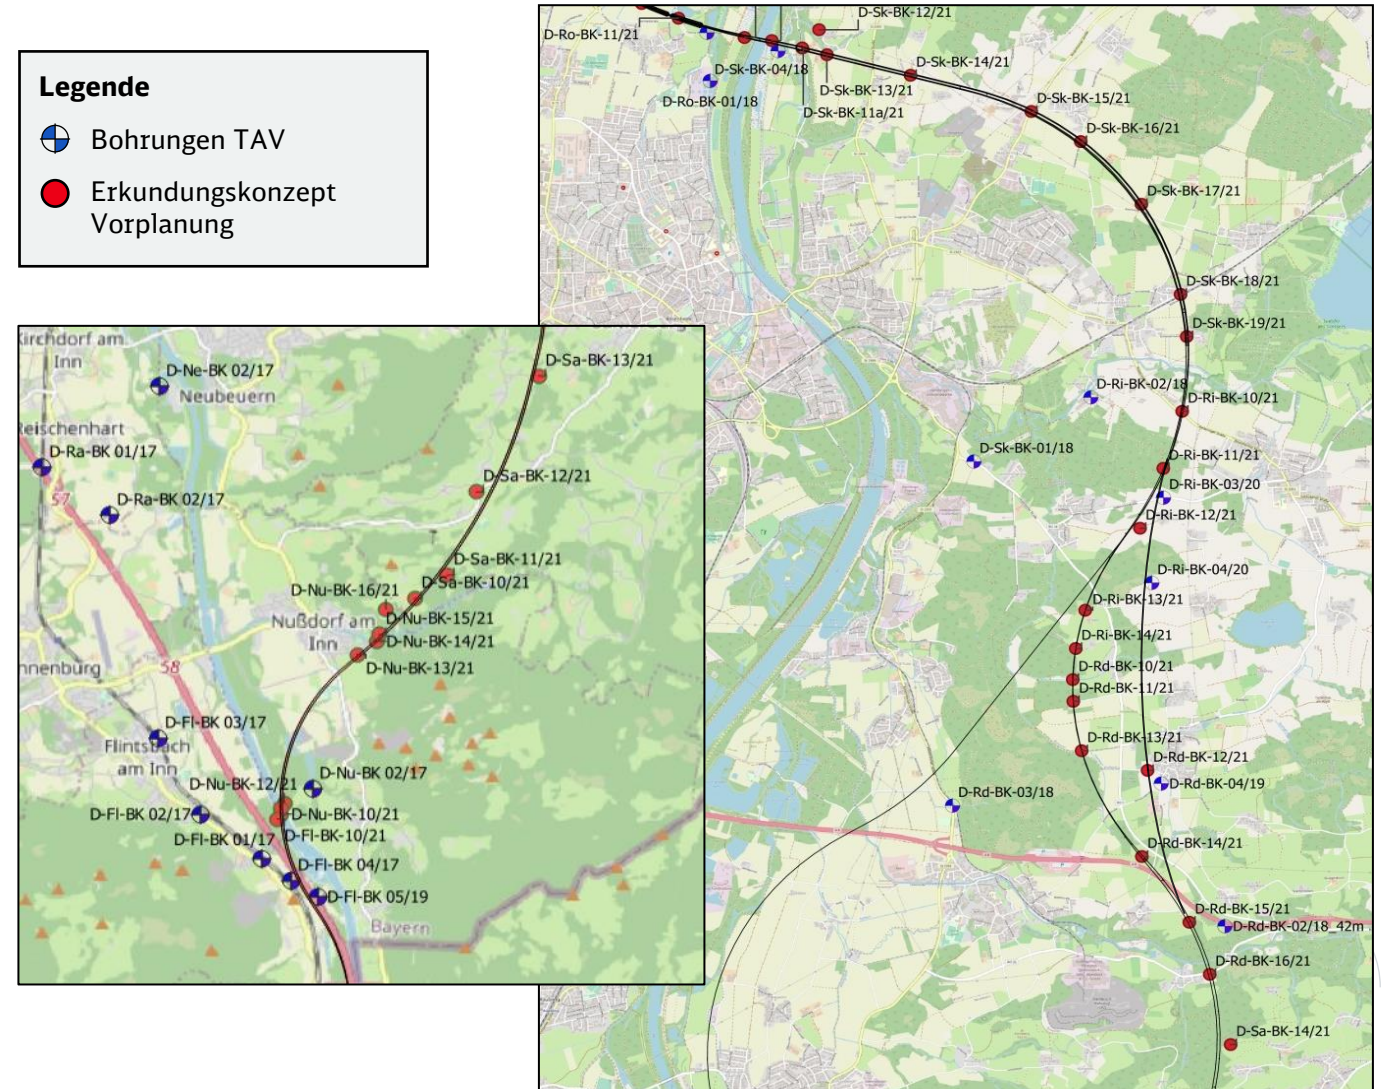 Legende
Bohrungen TAV
Erkundungskonzept
Vorplanung
D-Sk-BK-12/21
D-Ro-BK-11/21
D-Sk-BK-04/18
D-Sk-BK-14/21
D-Sk-BK-13/21
D-Ro-BK-01/18
D-Sk-BK-15/21
D-Sk-BK-11a/21
D-Sk-BK-16/21
D-Sk-BK-17/21
D-Sk-BK-18/21
D-Sk-BK-19/21
D-Ri-BK-02/18
D-Ri-BK-10/21
D-Sk-BK-01/18
D-Ri-BK-11/21
D-Ri-BK-03/20
D-Ri-BK-12/21
D-Ri-BK-04/20
D-Ri-BK-13/21
D-Ri-BK-14/21
D-Rd-BK-10/21
D-Rd-BK-11/21
D-Rd-BK-13/21
D-Rd-BK-12/21
D-Rd-BK-04/19
D-Rd-BK-03/18
D-Rd-BK-14/21
D-Rd-BK-15/21
D-Rd-BK-02/18_42m
D-Rd-BK-16/21
D-Sa-BK-14/21
Kirchdorf am
Inn
D-Ne-BK 02/17
Neubeuern
D-Sa-BK-13/21
Reischenhart
D-Ra-BK 01/17
57
D-Ra-BK 02/17
D-Sa-BK-12/21
D-Sa-BK-11/21
D-Sa-BK-10/21
D-Nu-BK-16/21
Nußdorf am
Inn
D-Nu-BK-15/21
D-Nu-BK-14/21
D-Nu-BK-13/21
nnenburg
58
D-Fl-BK 03/17
Flintsbach
am Inn
D-Nu-BK 02/17
D-Nu-BK-12/21
D-Fl-BK 02/17
D-Nu-BK-10/21
D-Fl-BK-10/21
D-Fl-BK 01/17
D-Fl-BK 04/17
D-Fl-BK 05/19
Bayern